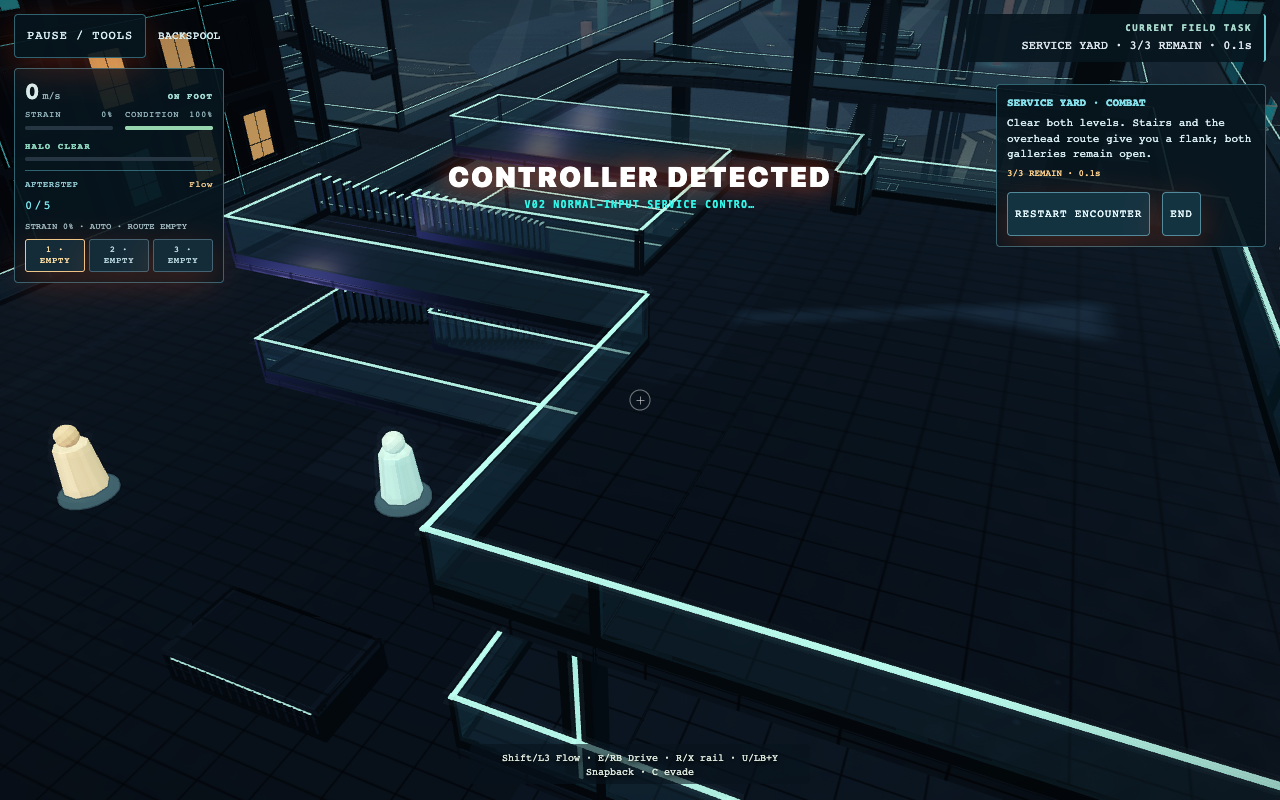 PAUSE / TOOLS
BACKSPOOL
CURRENT FIELD TASK
SERVICE YARD · 3/3 REMAIN · 0.1s
0 m/s
ON FOOT
STRAIN 0%
CONDITION 100%
HALO CLEAR
AFTERSTEP Flow
0/5
STRAIN 0% · AUTO · ROUTE EMPTY
1 · EMPTY
2 · EMPTY
3 · EMPTY
CONTROLLER DETECTED
V02 NORMAL-INPUT SERVICE CONTRO…
SERVICE YARD · COMBAT
Clear both levels. Stairs and the
overhead route give you a flank; both
galleries remain open.
3/3 REMAIN · 0.1s
RESTART ENCOUNTER
END
Shift/L3 Flow · E/RB Drive · R/X rail · U/LB+Y
Snapback · C evade